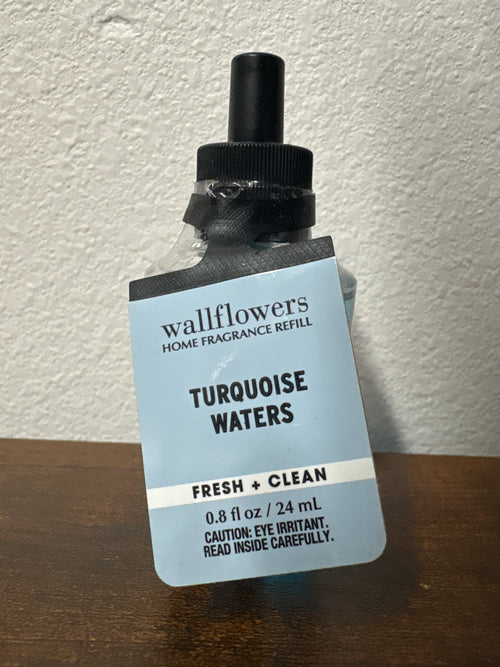 wallflowers
HOME FRAGRANCE REFILL
TURQUOISE
WATERS
FRESH + CLEAN
0.8 fl oz / 24 mL
CAUTION: EYE IRRITANT.
READ INSIDE CAREFULLY.